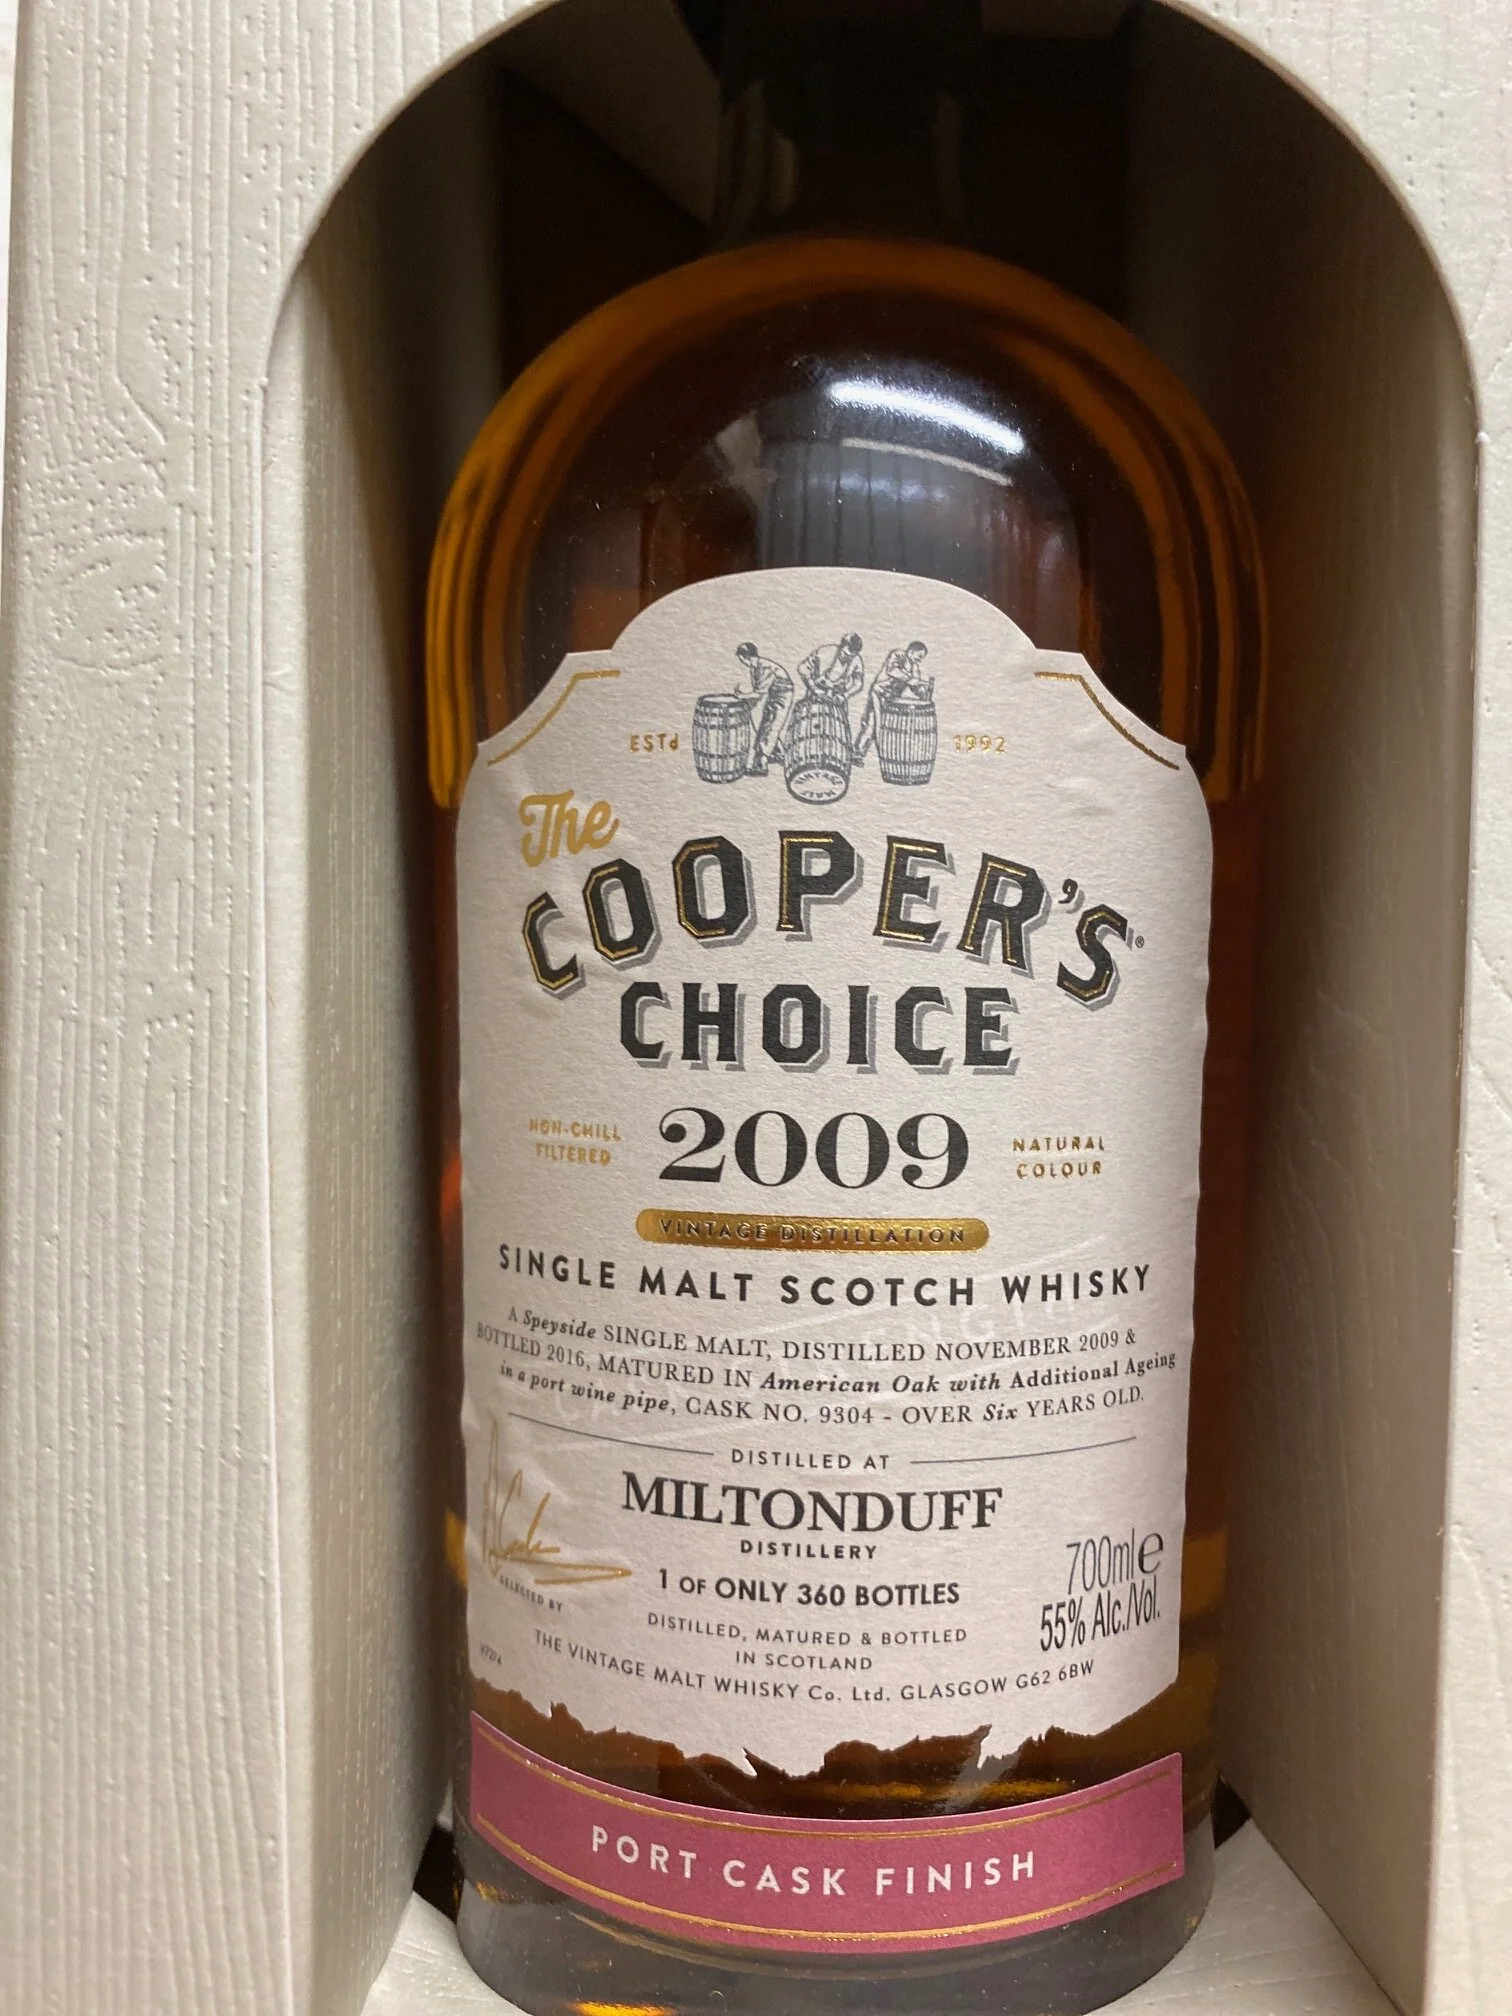 ESTd 1992
VINTAGE
MALT
The
COOPER'S®
CHOICE
NON-CHILL
FILTERED
2009
NATURAL
COLOUR
VINTAGE DISTILLATION
SINGLE MALT SCOTCH WHISKY
A Speyside SINGLE MALT, DISTILLED NOVEMBER 2009 &
BOTTLED 2016, MATURED IN American Oak with Additional Ageing
in a port wine pipe, CASK NO. 9304 - OVER Six YEARS OLD.
DISTILLED AT
MILTONDUFF
DISTILLERY
SELECTED BY
1 OF ONLY 360 BOTTLES
700ml e
55% Alc./Vol.
DISTILLED, MATURED & BOTTLED
IN SCOTLAND
THE VINTAGE MALT WHISKY Co. Ltd. GLASGOW G62 6BW
PORT CASK FINISH